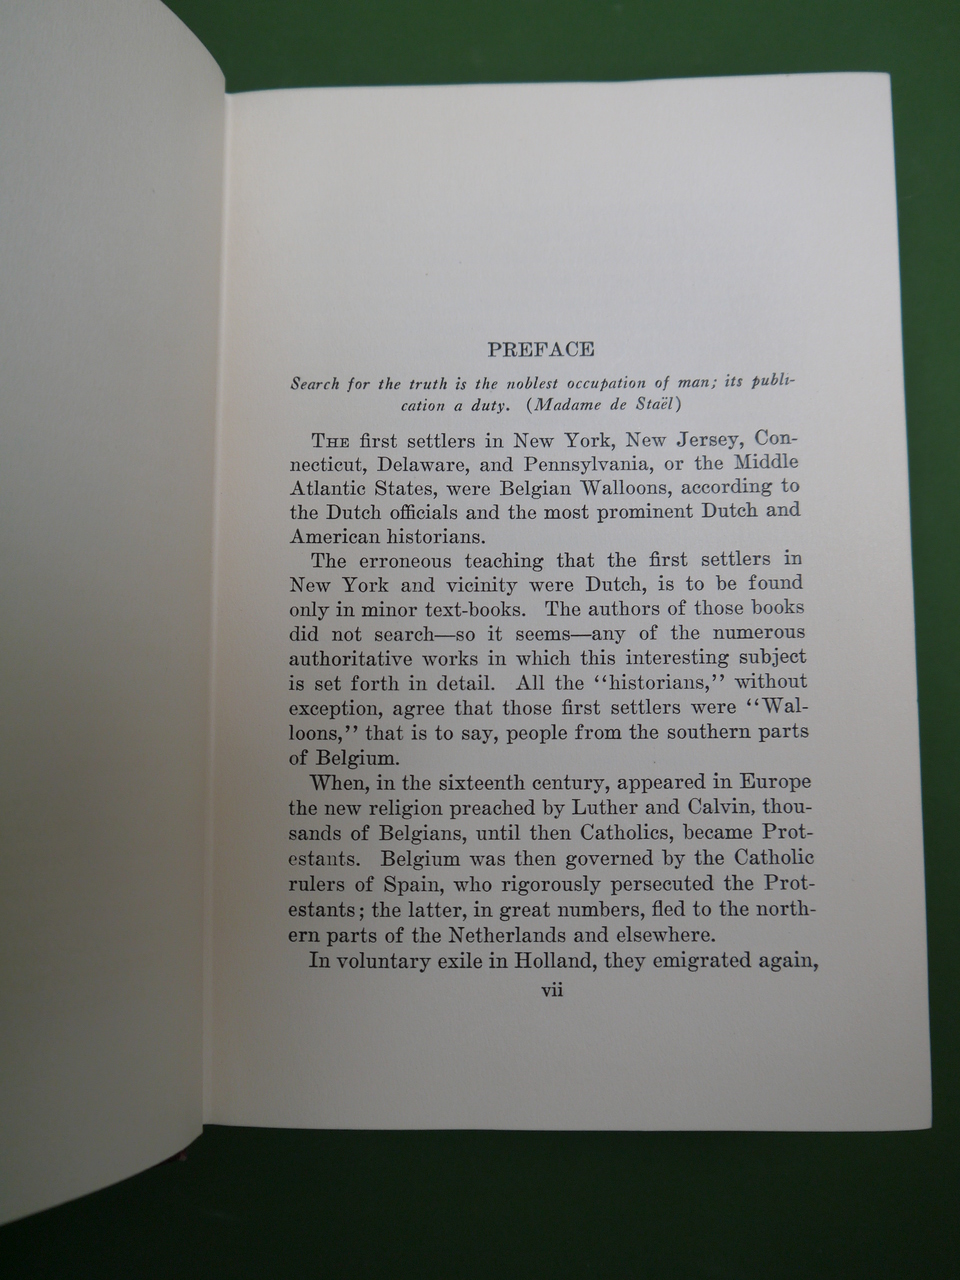 PREFACE
Search for the truth is the noblest occupation of man; its publi-
cation a duty. (Madame de Staël)
THE first settlers in New York, New Jersey, Con-
necticut, Delaware, and Pennsylvania, or the Middle
Atlantic States, were Belgian Walloons, according to
the Dutch officials and the most prominent Dutch and
American historians.
The erroneous teaching that the first settlers in
New York and vicinity were Dutch, is to be found
only in minor text-books. The authors of those books
did not search—so it seems—any of the numerous
authoritative works in which this interesting subject
is set forth in detail. All the ‘‘historians,’’ without
exception, agree that those first settlers were ‘‘Wal-
loons,’’ that is to say, people from the southern parts
of Belgium.
When, in the sixteenth century, appeared in Europe
the new religion preached by Luther and Calvin, thou-
sands of Belgians, until then Catholics, became Prot-
estants. Belgium was then governed by the Catholic
rulers of Spain, who rigorously persecuted the Prot-
estants; the latter, in great numbers, fled to the north-
ern parts of the Netherlands and elsewhere.
In voluntary exile in Holland, they emigrated again,
vii